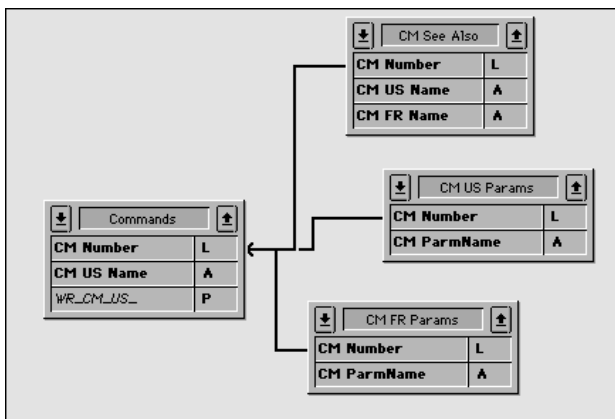 CM See Also
CM Number L
CM US Name A
CM FR Name A
CM US Params
CM Number L
CM ParmName A
Commands
CM Number L
CM US Name A
WR_CM_US_ P
CM FR Params
CM Number L
CM ParmName A